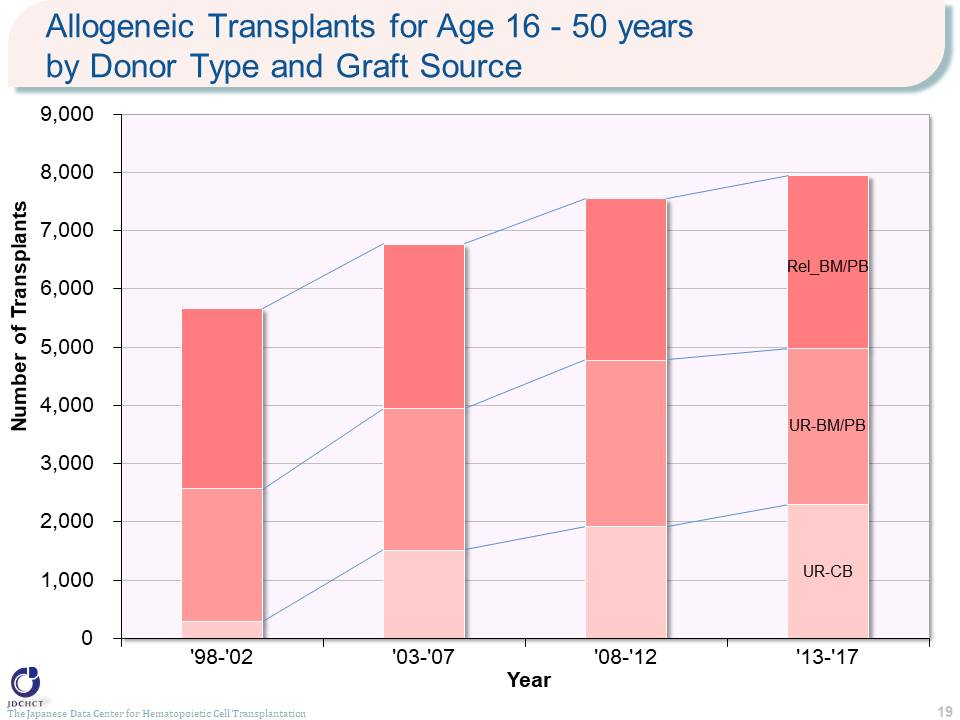 Allogeneic Transplants for Age 16 - 50 years
by Donor Type and Graft Source
9,000
8,000
7,000
6,000
5,000
4,000
3,000
2,000
1,000
0
Number of Transplants
Rel_BM/PB
UR-BM/PB
UR-CB
'98-'02
'03-'07
'08-'12
'13-'17
Year
JDCHCT
The Japanese Data Center for Hematopoietic Cell Transplantation
19